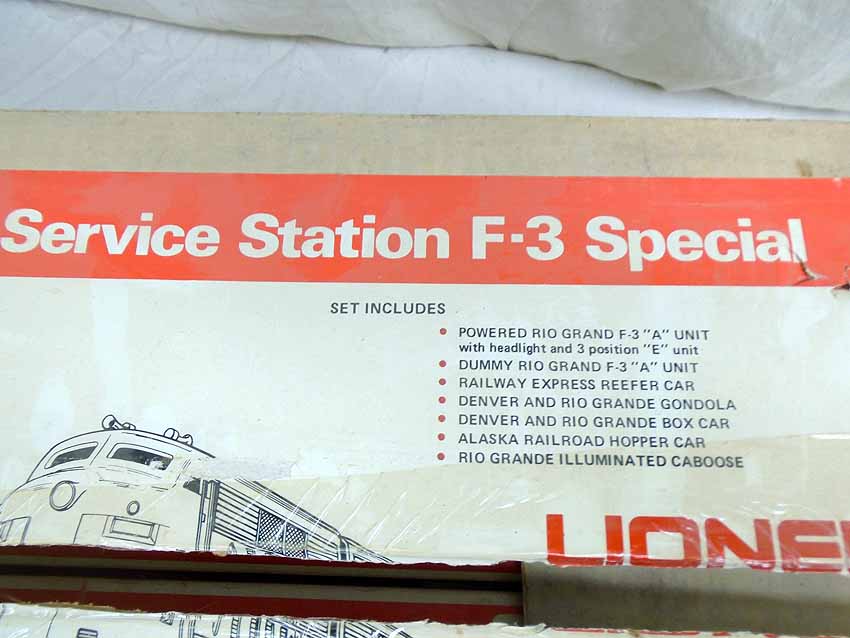 Service Station F-3 Special
SET INCLUDES
• POWERED RIO GRAND F-3 "A" UNIT
with headlight and 3 position "E" unit
• DUMMY RIO GRAND F-3 "A" UNIT
• RAILWAY EXPRESS REEFER CAR
• DENVER AND RIO GRANDE GONDOLA
• DENVER AND RIO GRANDE BOX CAR
• ALASKA RAILROAD HOPPER CAR
• RIO GRANDE ILLUMINATED CABOOSE
LIONEL